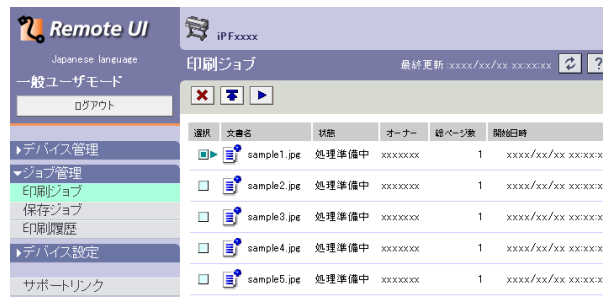 Remote UI
iPFxxxx
Japanese language
一般ユーザモード
ログアウト
印刷ジョブ
最終更新:xxxx/xx/xx xx:xx:xx
?
▶デバイス管理
▼ジョブ管理
印刷ジョブ
保存ジョブ
印刷履歴
▶デバイス設定
サポートリンク
選択 文書名 状態 オーナー 総ページ数 開始日時
sample1.jpg 処理準備中 xxxxxxx 1 xxxx/xx/xx xx:xx:x
sample2.jpg 処理準備中 xxxxxxx 1 xxxx/xx/xx xx:xx:x
sample3.jpg 処理準備中 xxxxxxx 1 xxxx/xx/xx xx:xx:x
sample4.jpg 処理準備中 xxxxxxx 1 xxxx/xx/xx xx:xx:x
sample5.jpg 処理準備中 xxxxxxx 1 xxxx/xx/xx xx:xx:x